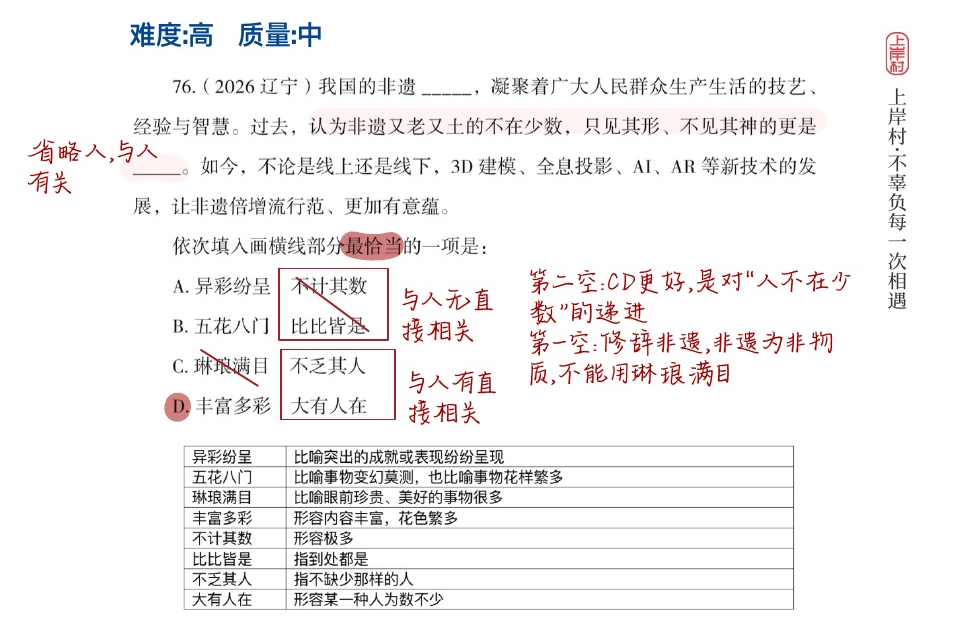 难度:高 质量:中
76.（2026 辽宁）我国的非遗 _____，凝聚着广大人民群众生产生活的技艺、
经验与智慧。过去，认为非遗又老又土的不在少数，只见其形、不见其神的更是
_____。如今，不论是线上还是线下，3D 建模、全息投影、AI、AR 等新技术的发
展，让非遗倍增流行范、更加有意蕴。
省略人,与人
有关
依次填入画横线部分最恰当的一项是：
A. 异彩纷呈 不计其数
B. 五花八门 比比皆是
C. 琳琅满目 不乏其人
D. 丰富多彩 大有人在
与人无直
接相关
与人有直
接相关
第二空:CD更好,是对“人不在少
数”的递进
第一空:修辞非遗,非遗为非物
质,不能用琳琅满目
异彩纷呈 比喻突出的成就或表现纷纷呈现
五花八门 比喻事物变幻莫测，也比喻事物花样繁多
琳琅满目 比喻眼前珍贵、美好的事物很多
丰富多彩 形容内容丰富，花色繁多
不计其数 形容极多
比比皆是 指到处都是
不乏其人 指不缺少那样的人
大有人在 形容某一种人为数不少
上岸村
上岸村·不辜负每一次相遇